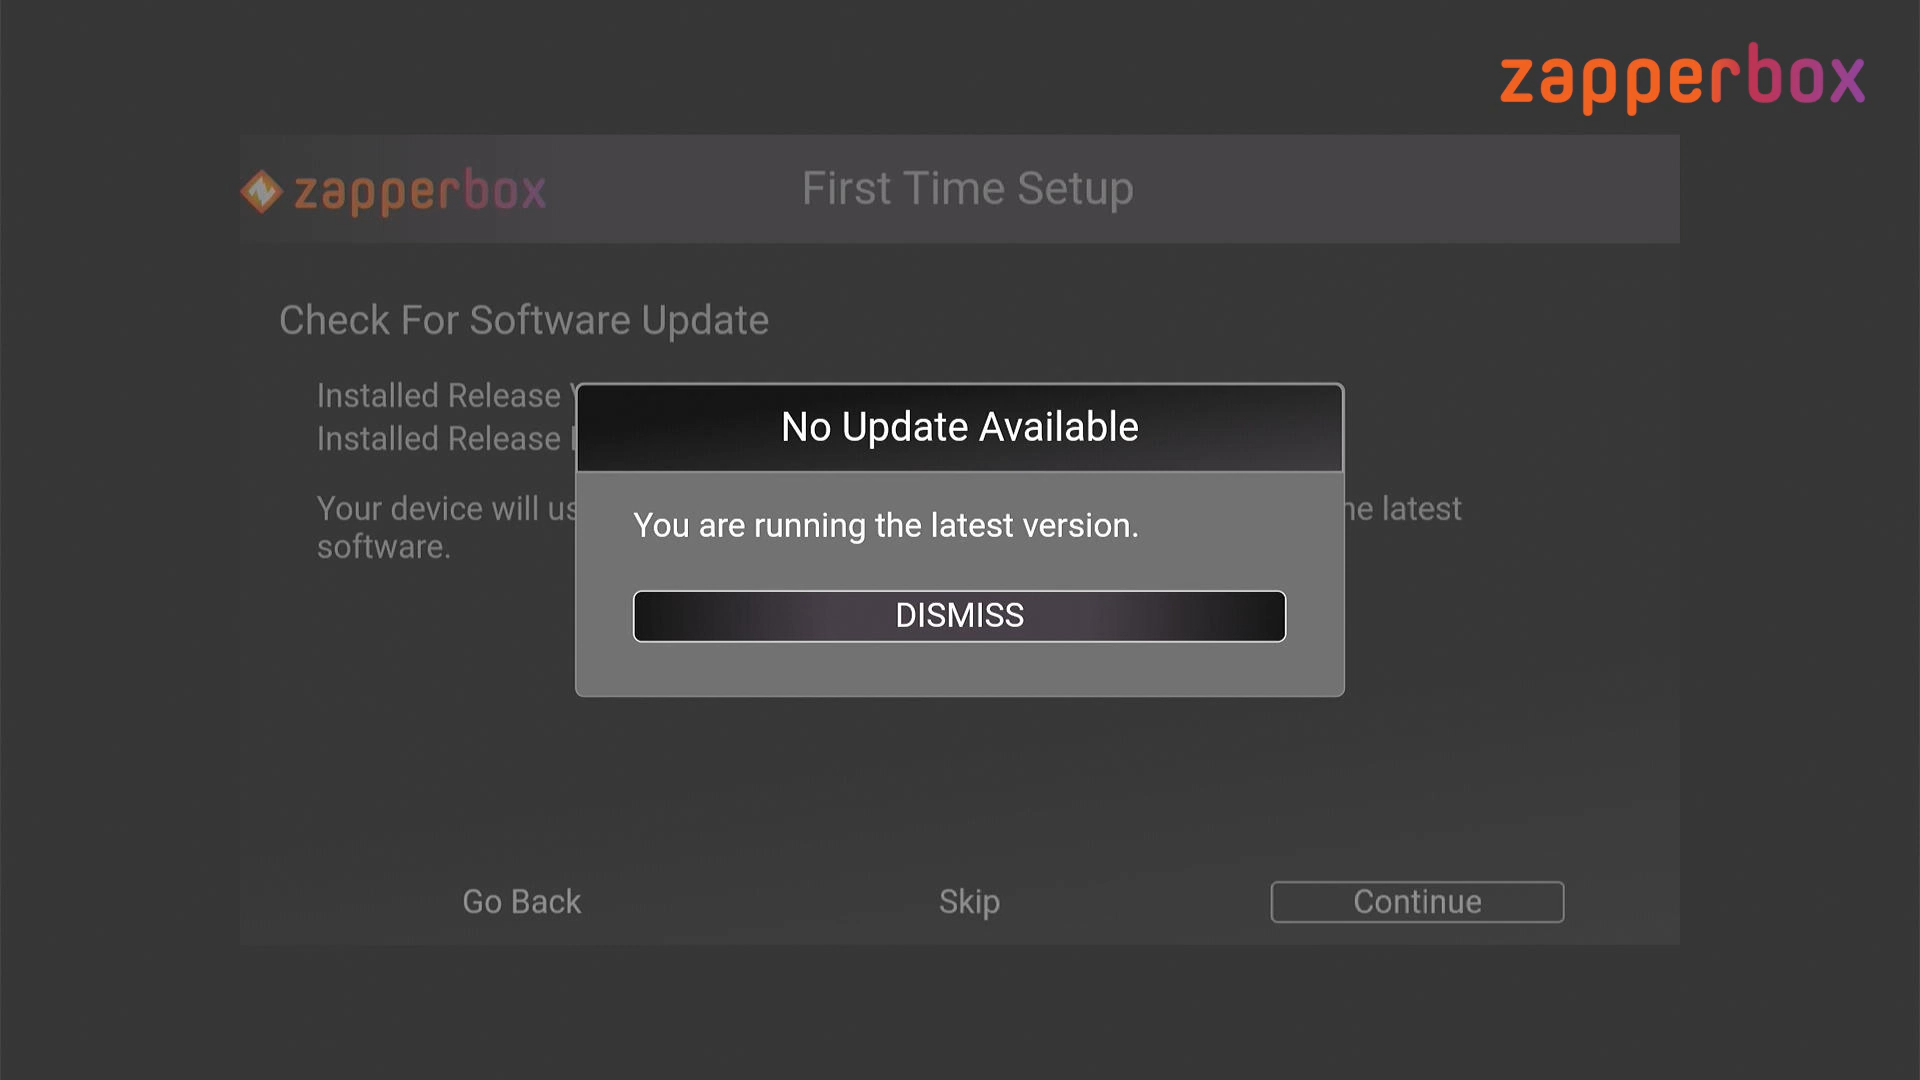 zapperbox
zapperbox
First Time Setup
Check For Software Update
Installed Release
Installed Release
No Update Available
Your device will
he latest
software.
You are running the latest version.
DISMISS
Go Back
Skip
Continue